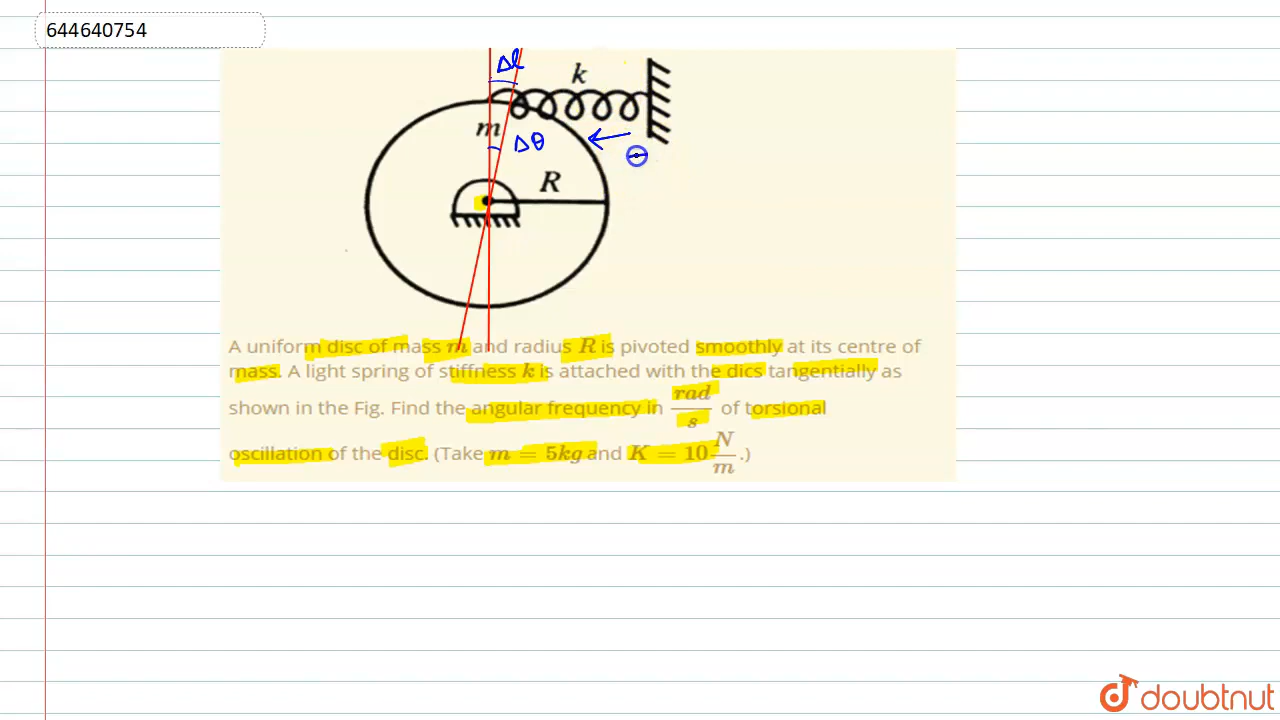 644640754
Δl
k
m
Δθ
R
A uniform disc of mass m and radius R is pivoted smoothly at its centre of
mass. A light spring of stiffness k is attached with the dics tangentially as
shown in the Fig. Find the angular frequency in rad/s of torsional
oscillation of the disc. (Take m = 5kg and K = 10 N/m .)
doubtnut